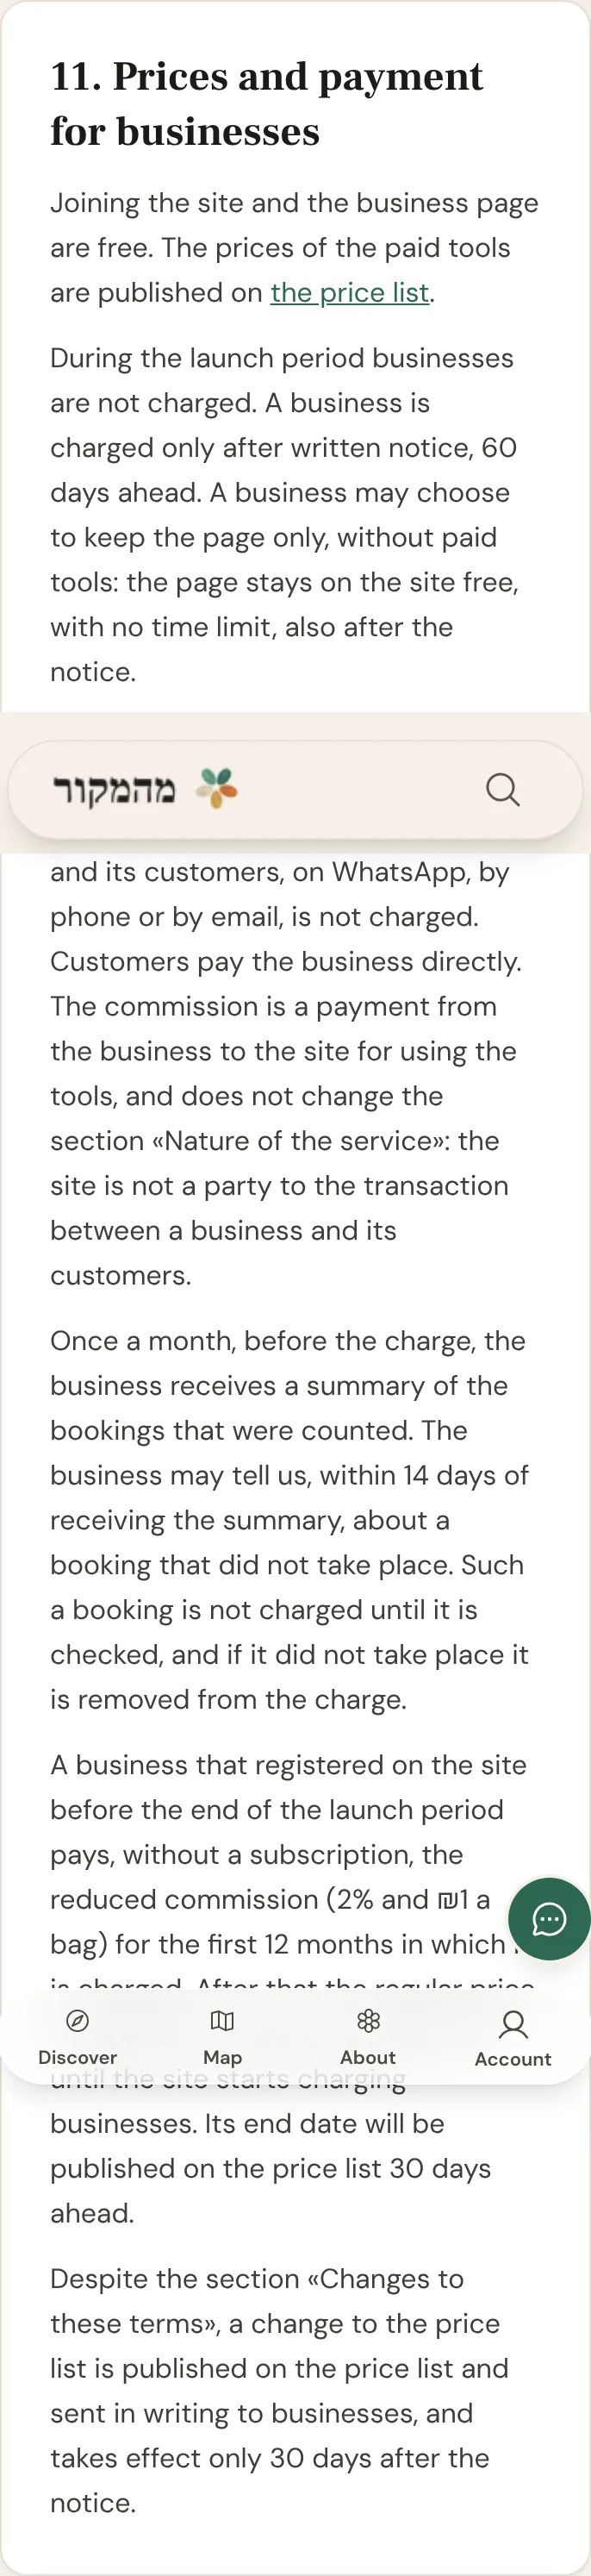 11. Prices and payment
for businesses
Joining the site and the business page
are free. The prices of the paid tools
are published on the price list.
During the launch period businesses
are not charged. A business is
charged only after written notice, 60
days ahead. A business may choose
to keep the page only, without paid
tools: the page stays on the site free,
with no time limit, also after the
notice.
מהמקור
and its customers, on WhatsApp, by
phone or by email, is not charged.
Customers pay the business directly.
The commission is a payment from
the business to the site for using the
tools, and does not change the
section «Nature of the service»: the
site is not a party to the transaction
between a business and its
customers.
Once a month, before the charge, the
business receives a summary of the
bookings that were counted. The
business may tell us, within 14 days of
receiving the summary, about a
booking that did not take place. Such
a booking is not charged until it is
checked, and if it did not take place it
is removed from the charge.
A business that registered on the site
before the end of the launch period
pays, without a subscription, the
reduced commission (2% and ₪1 a
bag) for the first 12 months in which
is charged. After that the regular price
Discover Map About Account
until the site starts charging
businesses. Its end date will be
published on the price list 30 days
ahead.
Despite the section «Changes to
these terms», a change to the price
list is published on the price list and
sent in writing to businesses, and
takes effect only 30 days after the
notice.